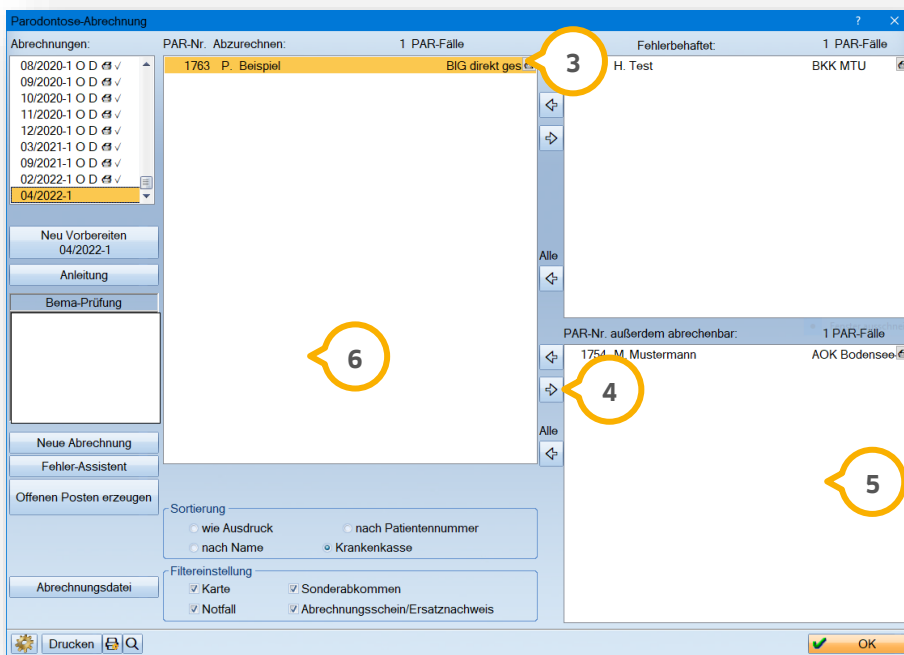 Parodontose-Abrechnung ? ×
Abrechnungen: PAR-Nr. Abzurechnen: 1 PAR-Fälle Fehlerbehaftet: 1 PAR-Fälle
1763 P. Beispiel BIG direkt ges
3
H. Test BKK MTU
08/2020-1 O D √
09/2020-1 O D √
10/2020-1 O D √
11/2020-1 O D √
12/2020-1 O D √
03/2021-1 O D √
09/2021-1 O D √
02/2022-1 O D √
04/2022-1
Neu Vorbereiten
04/2022-1
Anleitung
Bema-Prüfung
Alle
PAR-Nr. außerdem abrechenbar: 1 PAR-Fälle
1754 M. Mustermann AOK Bodensee
6
4
Alle
5
Neue Abrechnung
Fehler-Assistent
Offenen Posten erzeugen
Sortierung
wie Ausdruck nach Patientennummer
nach Name Krankenkasse
Filtereinstellung
Karte Sonderabkommen
Notfall Abrechnungsschein/Ersatznachweis
Abrechnungsdatei
Drucken
OK